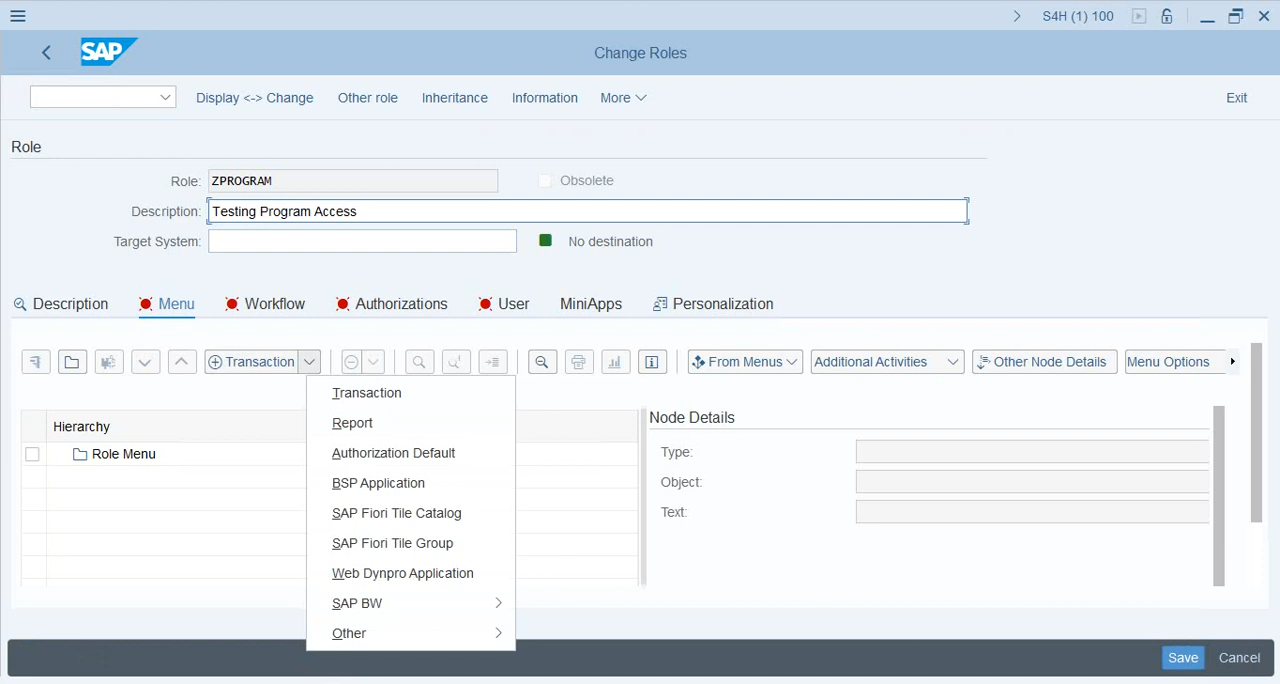 S4H (1) 100
SAP
Change Roles
Display <-> Change Other role Inheritance Information More Exit
Role
Role: ZPROGRAM Obsolete
Description: Testing Program Access
Target System: No destination
Description Menu Workflow Authorizations User MiniApps Personalization
Transaction From Menus Additional Activities Other Node Details Menu Options
Transaction
Report
Authorization Default
BSP Application
SAP Fiori Tile Catalog
SAP Fiori Tile Group
Web Dynpro Application
SAP BW
Other
Hierarchy
Role Menu
Node Details
Type:
Object:
Text:
Save Cancel